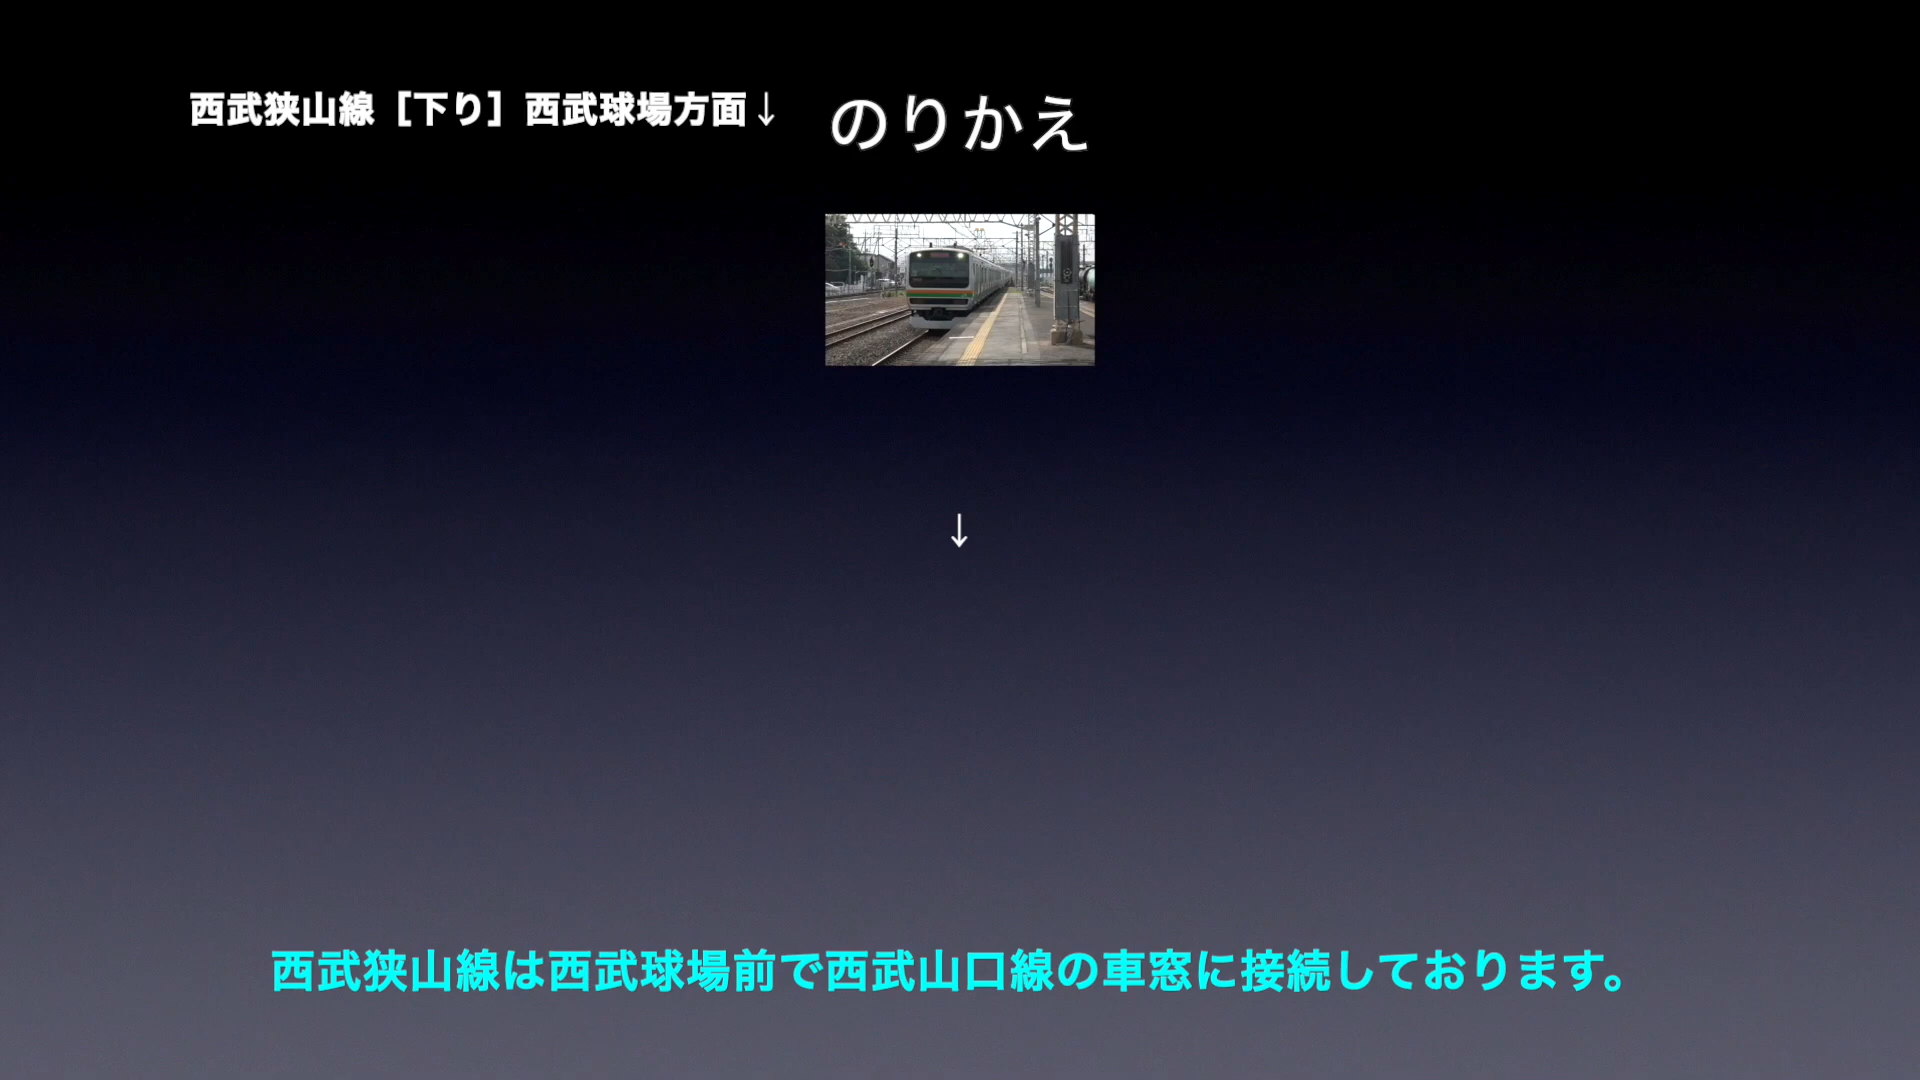 西武狭山線［下り］西武球場方面↓
のりかえ
↓
西武狭山線は西武球場前で西武山口線の車窓に接続しております。